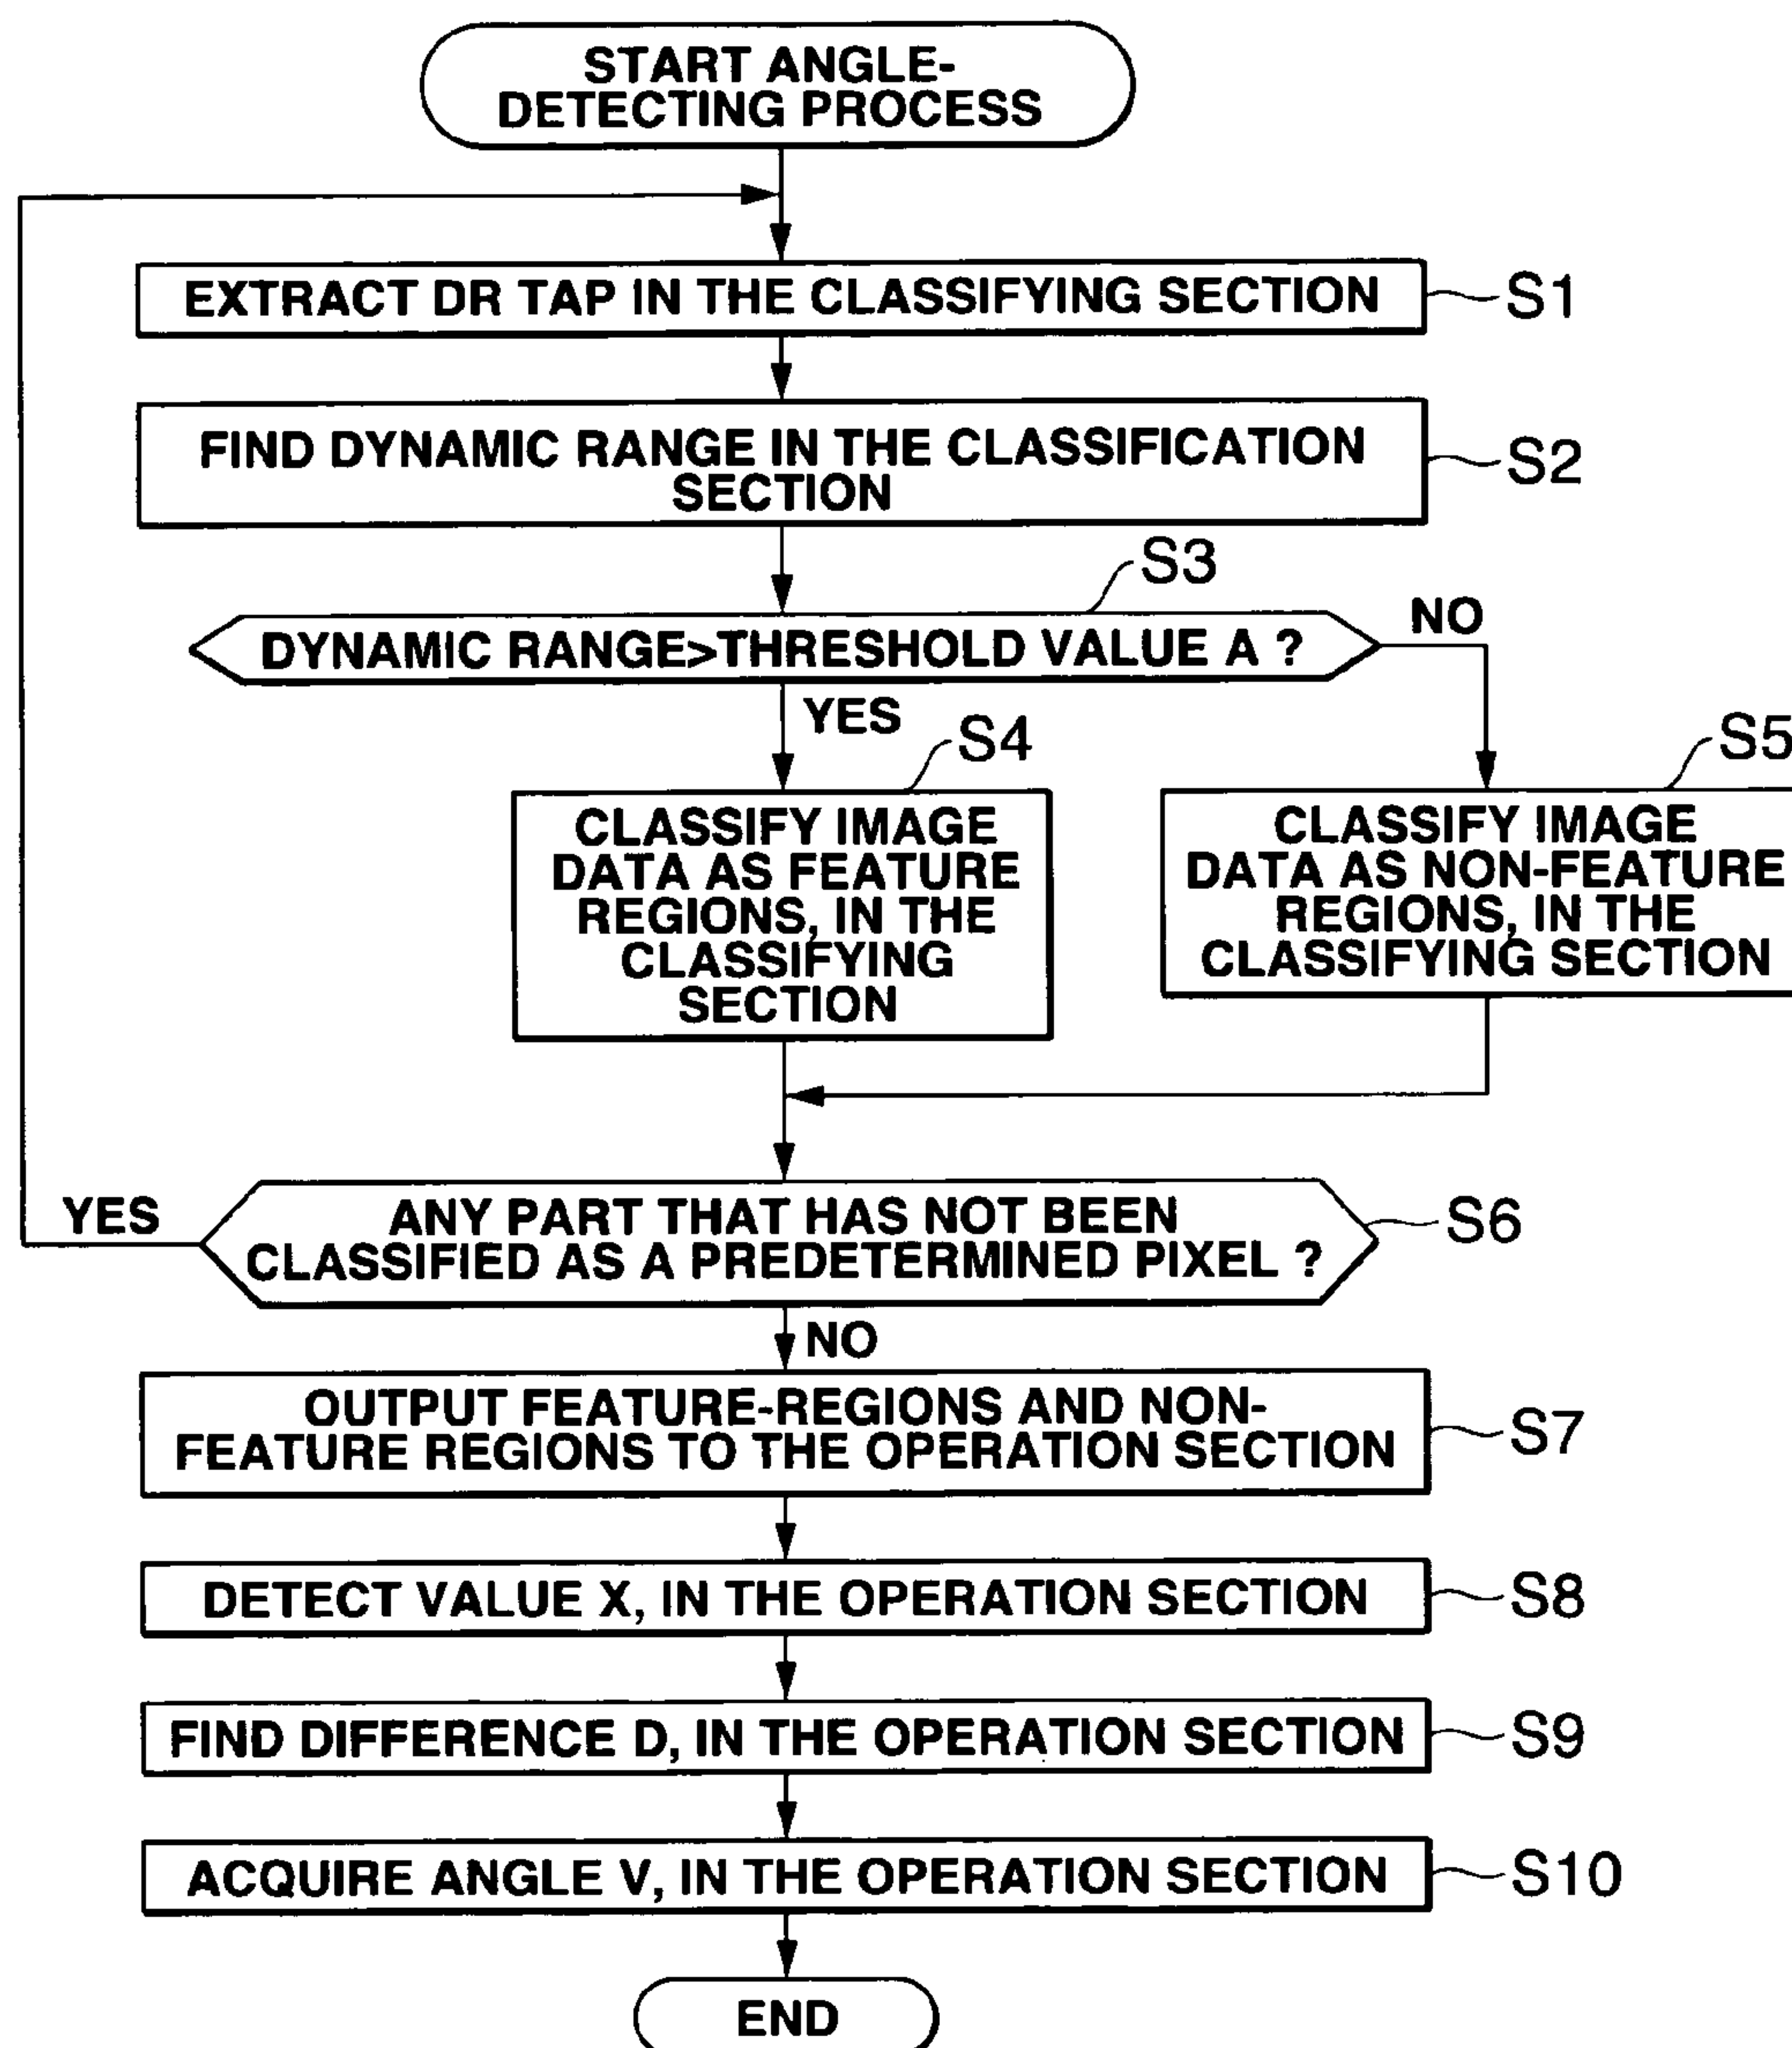 START ANGLE-
DETECTING PROCESS
EXTRACT DR TAP IN THE CLASSIFYING SECTION
S1
FIND DYNAMIC RANGE IN THE CLASSIFICATION
SECTION
S2
S3
DYNAMIC RANGE>THRESHOLD VALUE A ?
NO
YES
S4
CLASSIFY IMAGE
DATA AS FEATURE
REGIONS, IN THE
CLASSIFYING
SECTION
S5
CLASSIFY IMAGE
DATA AS NON-FEATURE
REGIONS, IN THE
CLASSIFYING SECTION
YES
ANY PART THAT HAS NOT BEEN
CLASSIFIED AS A PREDETERMINED PIXEL ?
S6
NO
OUTPUT FEATURE-REGIONS AND NON-
FEATURE REGIONS TO THE OPERATION SECTION
S7
DETECT VALUE X, IN THE OPERATION SECTION
S8
FIND DIFFERENCE D, IN THE OPERATION SECTION
S9
ACQUIRE ANGLE V, IN THE OPERATION SECTION
S10
END